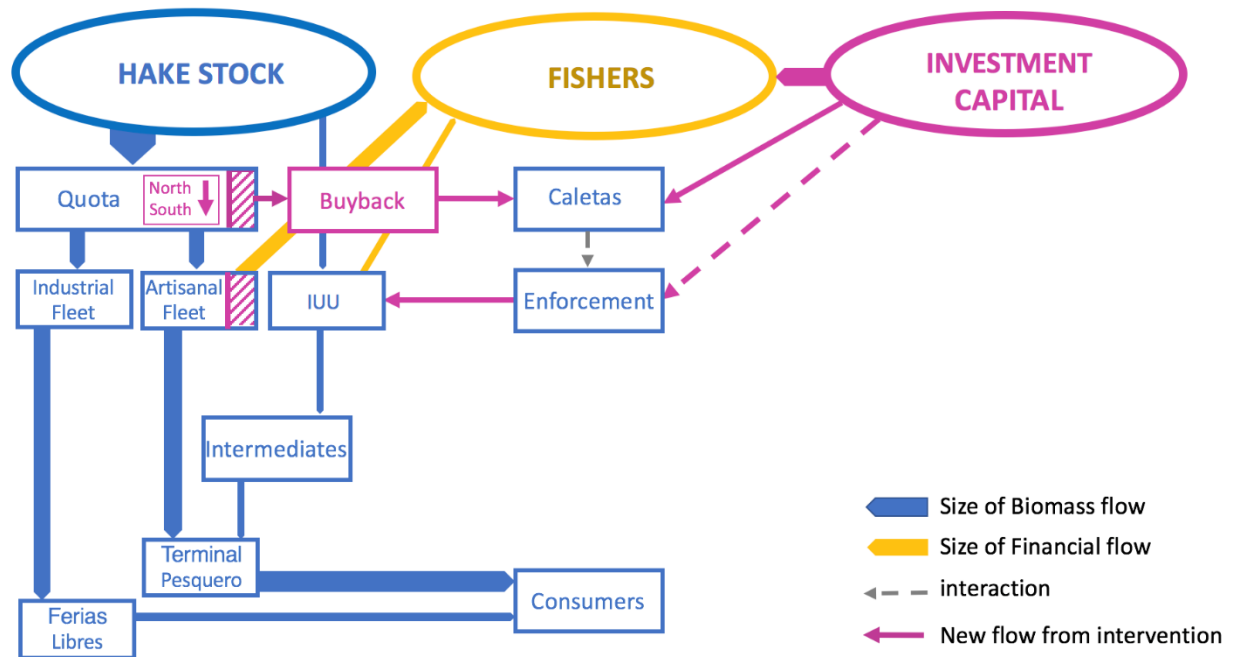 HAKE STOCK
FISHERS
INVESTMENT
CAPITAL
Quota
North
South
Buyback
Caletas
Industrial
Fleet
Artisanal
Fleet
IUU
Enforcement
Intermediates
Terminal
Pesquero
Consumers
Ferias
Libres
Size of Biomass flow
Size of Financial flow
interaction
New flow from intervention